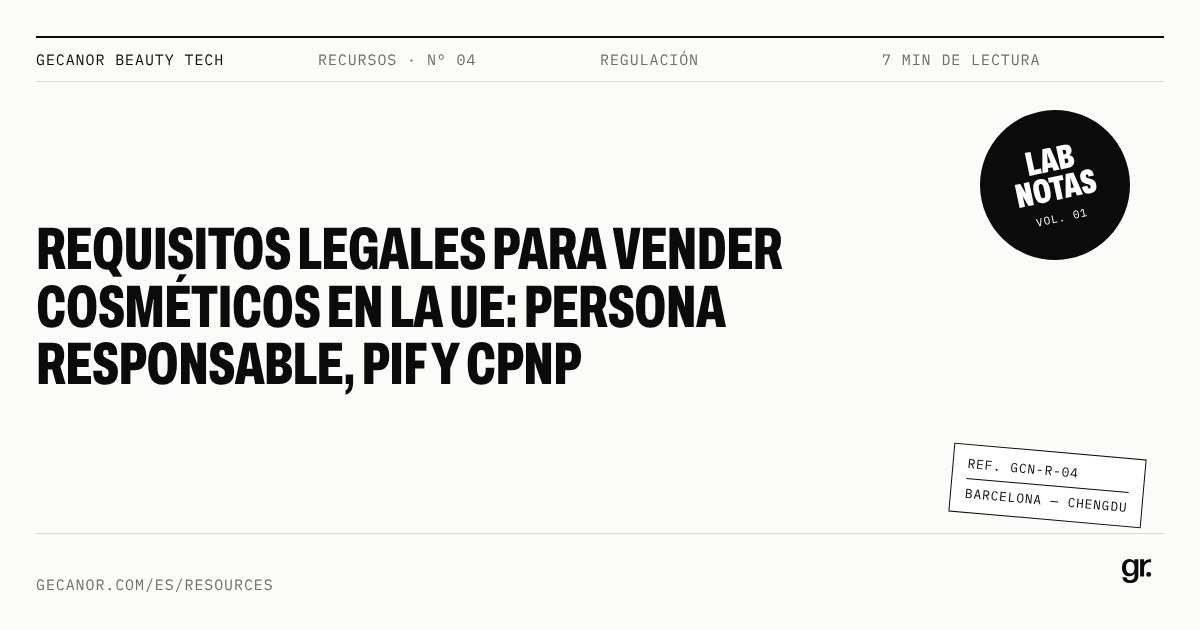 GECANOR BEAUTY TECH
RECURSOS · Nº 04
REGULACIÓN
7 MIN DE LECTURA
LAB
NOTAS
VOL. 01
REQUISITOS LEGALES PARA VENDER
COSMÉTICOS EN LA UE: PERSONA
RESPONSABLE, PIF Y CPNP
REF. GCN-R-04
BARCELONA — CHENGDU
GECANOR.COM/ES/RESOURCES
gr.